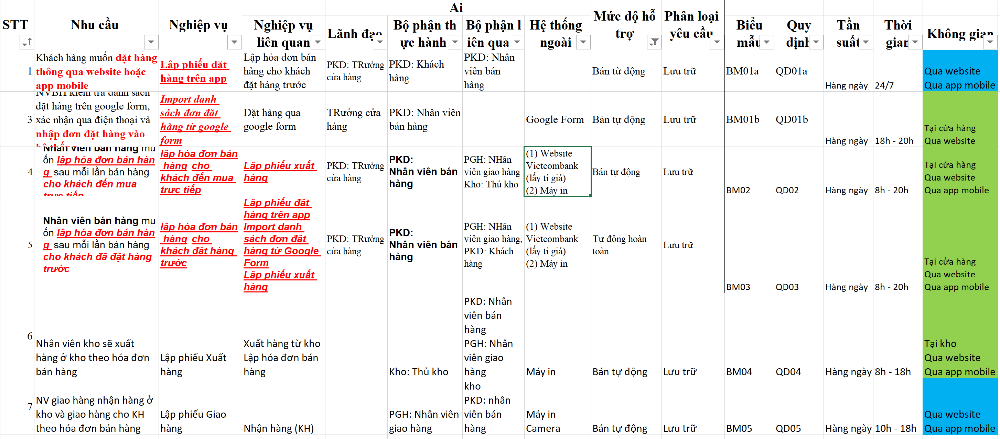 Ai
STT
Nhu cầu
Nghiệp vụ
Nghiệp vụ
liên quan
Lãnh đạo
Bộ phận th
ực hành
Bộ phận l
iên qua
Hệ thống
ngoài
Mức độ hỗ
trợ
Phân loại
yêu cầu
Biểu
mẫu
Quy
định
Tần
suất
Thời
gian
Không gian
1
Khách hàng muốn đặt hàng
thông qua website hoặc
app mobile
Lập phiếu đặt
hàng trên app
Lập hóa đơn bán
hàng cho khách
đặt hàng trước
PKD: TRưởng
cửa hàng
PKD: Khách
hàng
PKD: Nhân
viên bán
hàng
Bán từ động
Lưu trữ
BM01a
QD01a
Hàng ngày
24/7
Qua website
Qua app mobile
3
NVBH kiểm tra danh sách
đặt hàng trên google form,
xác nhận qua điện thoại và
nhập đơn đặt hàng vào
hệ thống
Import danh
sách đơn đặt
hàng từ google
form
Đặt hàng qua
google form
TRưởng cửa
hàng
PKD: Nhân viên
bán hàng
Google Form
Bán tự động
Lưu trữ
BM01b
QD01b
Hàng ngày
18h - 20h
Tại cửa hàng
Qua website
4
Nhân viên bán hàng mu
ốn lập hóa đơn bán hàn
g sau mỗi lần bán hàng
cho khách đến mua
trực tiếp
lập hóa đơn bán
hàng cho
khách đến mua
trực tiếp
Lập phiếu xuất
hàng
PKD: TRưởng
cửa hàng
PKD:
Nhân viên bán
hàng
PGH: NHân
viên giao hàng
Kho: Thủ kho
(1) Website
Vietcombank
(lấy tỉ giá)
(2) Máy in
Bán tự động
Lưu trữ
BM02
QD02
Hàng ngày
8h - 20h
Tại cửa hàng
Qua website
Qua app mobile
5
Nhân viên bán hàng mu
ốn lập hóa đơn bán hàn
g sau mỗi lần bán hàng
cho khách đã đặt hàng
trước
lập hóa đơn bán
hàng cho
khách đặt hàng
trước
Lập phiếu đặt
hàng trên app
Import danh
sách đơn đặt
hàng từ Google
Form
Lập phiếu xuất
hàng
PKD: TRưởng
cửa hàng
PKD:
Nhân viên bán
hàng
PGH: NHân
viên giao hàng,
PKD: Khách
hàng
(1) Website
Vietcombank
(lấy tỉ giá)
(2) Máy in
Tự động hoàn
toàn
Lưu trữ
BM03
QD03
Hàng ngày
8h - 20h
Tại cửa hàng
Qua website
Qua app mobile
6
Nhân viên kho sẽ xuất
hàng ở kho theo hóa đơn
bán hàng
Lập phiếu Xuất
hàng
Xuất hàng từ kho
Lập hóa đơn bán
hàng
Kho: Thủ kho
PKD: Nhân
viên bán
hàng
PGH: Nhân
viên giao
hàng
Máy in
Bán tự động
Lưu trữ
BM04
QD04
Hàng ngày
8h - 18h
Tại kho
Qua website
Qua app mobile
7
NV giao hàng nhận hàng ở
kho và giao hàng cho KH
theo hóa đơn bán hàng
Lập phiếu Giao
hàng
Nhận hàng (KH)
PGH: Nhân viên
giao hàng
kho
PKD: nhân
viên bán
hàng
Máy in
Camera
Bán tự động
Lưu trữ
BM05
QD05
Hàng ngày
10h - 18h
Qua website
Qua app mobile